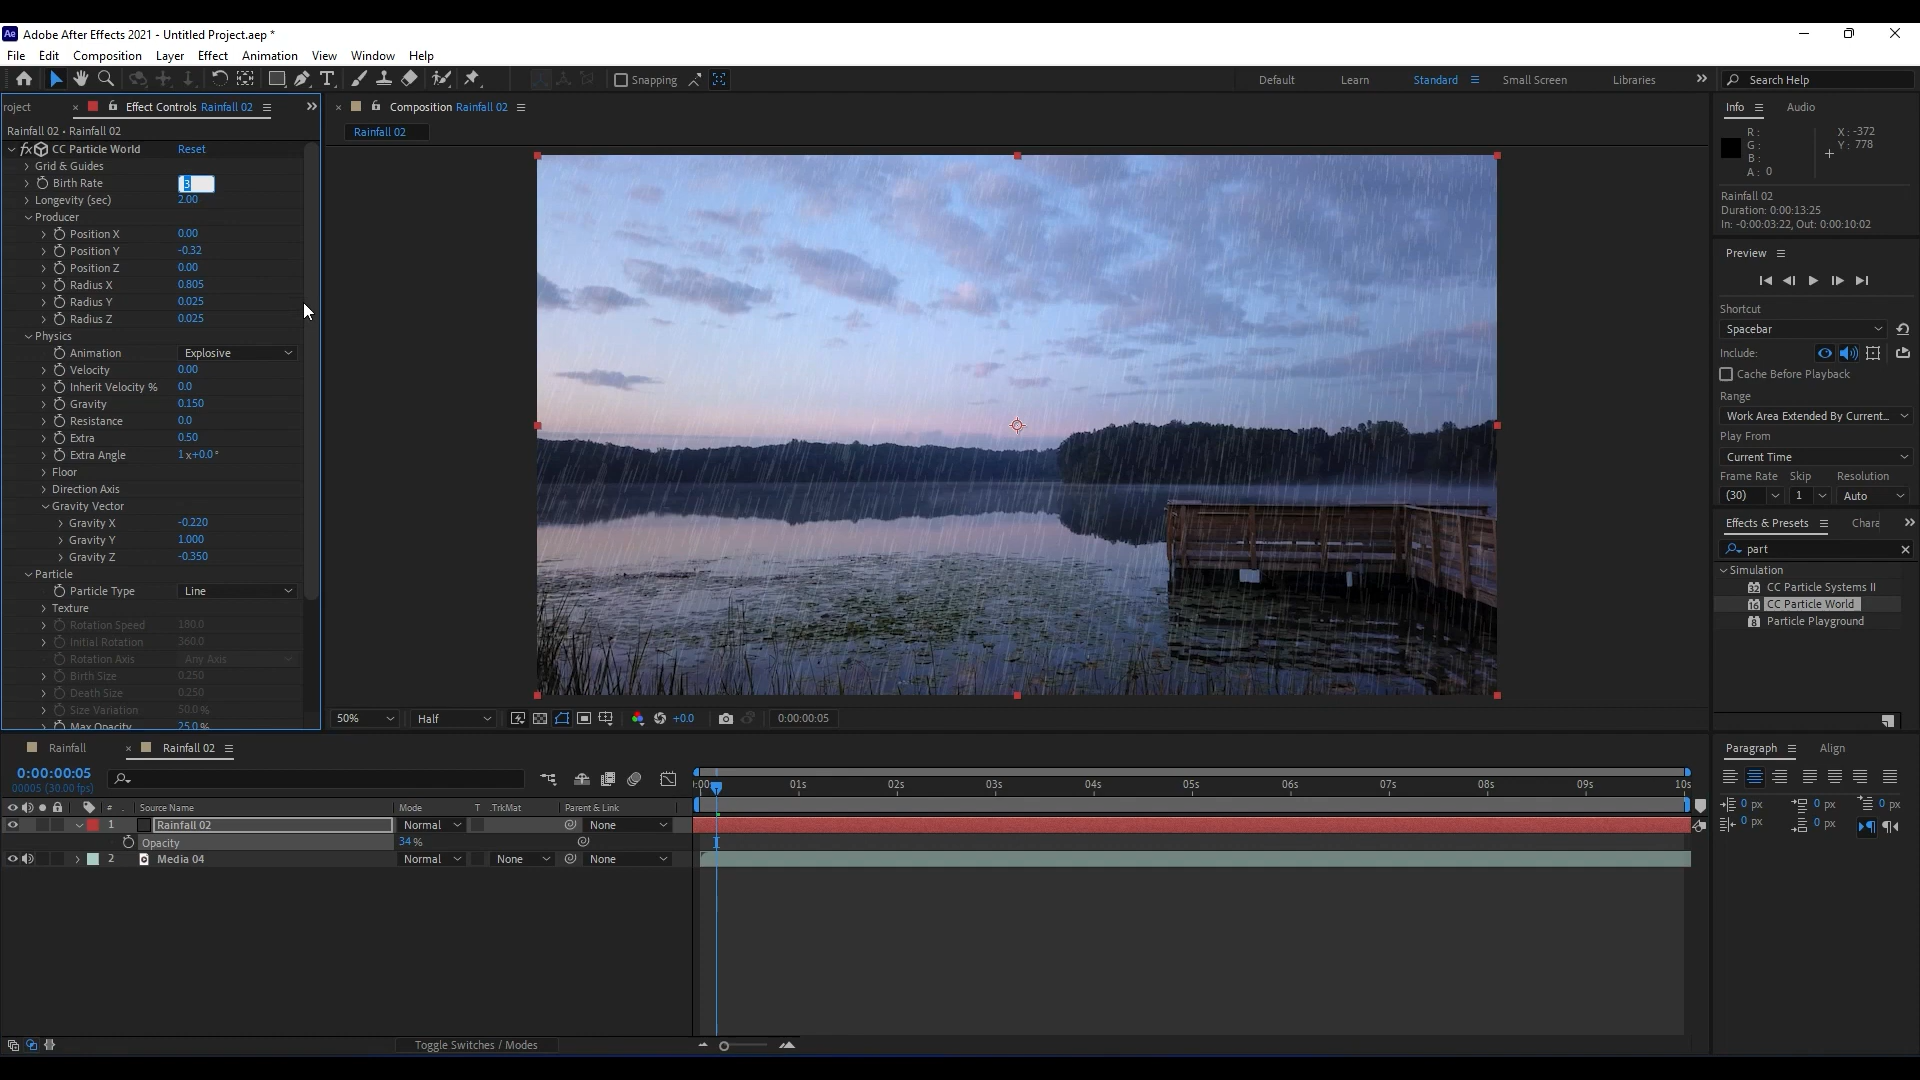 Ae Adobe After Effects 2021 - Untitled Project.aep *
File Edit Composition Layer Effect Animation View Window Help
Snapping Default Learn Standard Small Screen Libraries Search Help
roject Effect Controls Rainfall 02
Composition Rainfall 02
Info Audio
Rainfall 02 • Rainfall 02
Rainfall 02
R :
G :
B :
A : 0
X : -372
Y : 778
fx CC Particle World Reset
Grid & Guides
Birth Rate 3
Longevity (sec) 2.00
Producer
Position X 0.00
Position Y -0.32
Position Z 0.00
Radius X 0.805
Radius Y 0.025
Radius Z 0.025
Physics
Animation Explosive
Velocity 0.00
Inherit Velocity % 0.0
Gravity 0.150
Resistance 0.0
Extra 0.50
Extra Angle 1 x+0.0 °
Floor
Direction Axis
Gravity Vector
Gravity X -0.220
Gravity Y 1.000
Gravity Z -0.350
Particle
Particle Type Line
Texture
Rotation Speed 180.0
Initial Rotation 360.0
Rotation Axis Any Axis
Birth Size 0.250
Death Size 0.250
Size Variation 50.0 %
Max Opacity 25.0 %
Rainfall 02
Duration: 0:00:13:25
In: -0:00:03:22, Out: 0:00:10:02
Preview
Shortcut
Spacebar
Include:
Cache Before Playback
Range
Work Area Extended By Current...
Play From
Current Time
Frame Rate Skip Resolution
(30) 1 Auto
Effects & Presets Chara
part
Simulation
32 CC Particle Systems II
16 CC Particle World
8 Particle Playground
50% Half +0.0 0:00:00:05
Rainfall Rainfall 02
0:00:00:05
00005 (30.00 fps)
# Source Name Mode T .TrkMat Parent & Link
1 Rainfall 02 Normal None
Opacity 34 %
2 Media 04 Normal None None
:00s 01s 02s 03s 04s 05s 06s 07s 08s 09s 10s
Toggle Switches / Modes
Paragraph Align
0 px 0 px 0 px
0 px 0 px